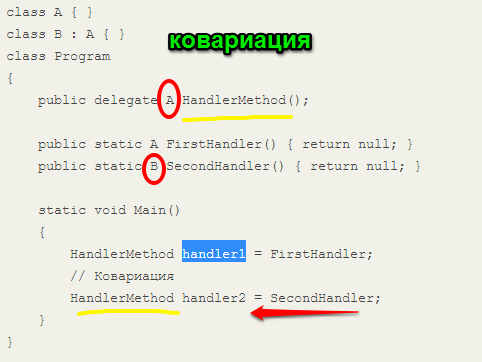 class A { }
class B : A { }
class Program
ковариация
{
public delegate A HandlerMethod();
public static A FirstHandler() { return null; }
public static B SecondHandler() { return null; }
static void Main()
{
HandlerMethod handler1 = FirstHandler;
// Ковариация
HandlerMethod handler2 = SecondHandler;
}
}